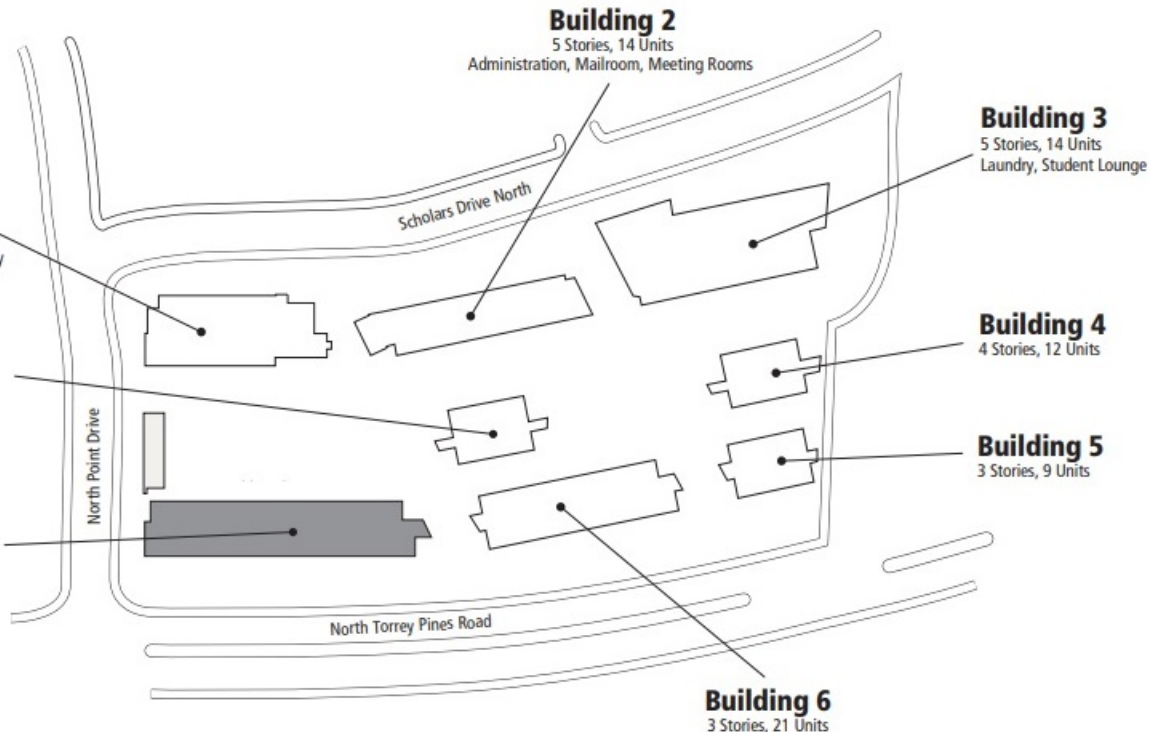 Building 2
5 Stories, 14 Units
Administration, Mailroom, Meeting Rooms
Building 3
5 Stories, 14 Units
Laundry, Student Lounge
Scholars Drive North
Building 4
4 Stories, 12 Units
North Point Drive
Building 5
3 Stories, 9 Units
North Torrey Pines Road
Building 6
3 Stories, 21 Units